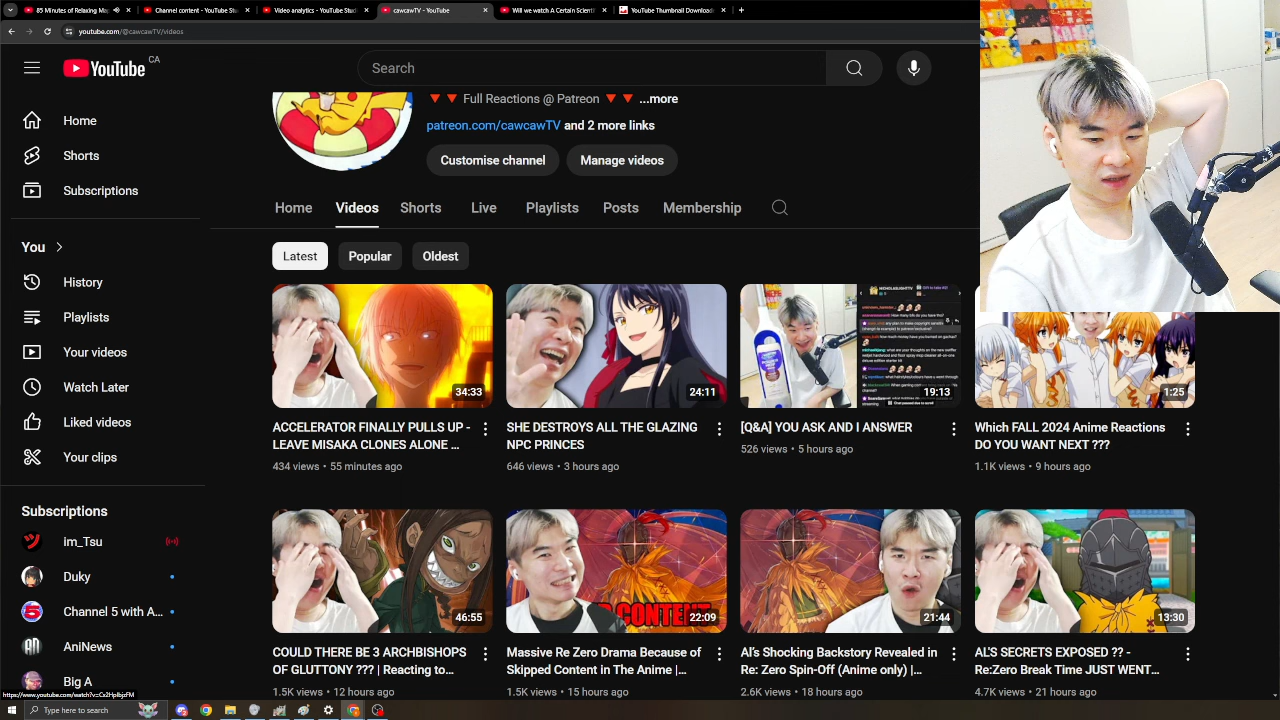 85 Minutes of Relaxing Ma
Channel content - YouTube Stu
Video analytics - YouTube Stud
cawcawTV - YouTube
Will we watch A Certain Scient
YouTube Thumbnail Download
youtube.com/@cawcawTV/videos
YouTube CA
Search
Home
Shorts
Subscriptions
You
History
Playlists
Your videos
Watch Later
Liked videos
Your clips
Subscriptions
im_Tsu
Duky
Channel 5 with A...
AniNews
Big A
Full Reactions @ Patreon ...more
patreon.com/cawcawTV and 2 more links
Customise channel Manage videos
Home Videos Shorts Live Playlists Posts Membership
Latest Popular Oldest
34:33
ACCELERATOR FINALLY PULLS UP -
LEAVE MISAKA CLONES ALONE ...
434 views • 55 minutes ago
24:11
SHE DESTROYS ALL THE GLAZING
NPC PRINCES
646 views • 3 hours ago
19:13
[Q&A] YOU ASK AND I ANSWER
526 views • 5 hours ago
1:25
Which FALL 2024 Anime Reactions
DO YOU WANT NEXT ???
1.1K views • 9 hours ago
46:55
COULD THERE BE 3 ARCHBISHOPS
OF GLUTTONY ??? | Reacting to...
1.5K views • 12 hours ago
CONTENT
22:09
Massive Re Zero Drama Because of
Skipped Content in The Anime |...
1.5K views • 15 hours ago
21:44
Al's Shocking Backstory Revealed in
Re: Zero Spin-Off (Anime only) |...
2.6K views • 18 hours ago
13:30
AL'S SECRETS EXPOSED ?? -
Re:Zero Break Time JUST WENT...
4.7K views • 21 hours ago
Type here to search